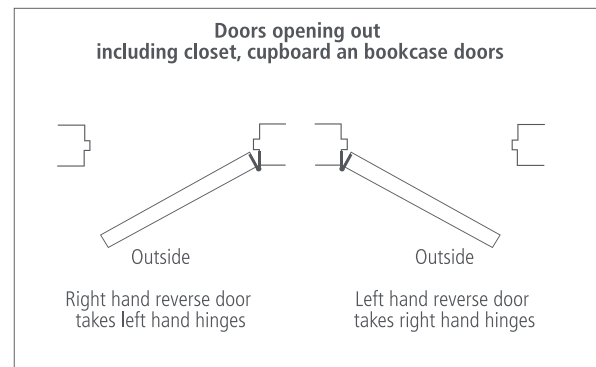 Doors opening out
including closet, cupboard an bookcase doors
Outside
Outside
Right hand reverse door
takes left hand hinges
Left hand reverse door
takes right hand hinges